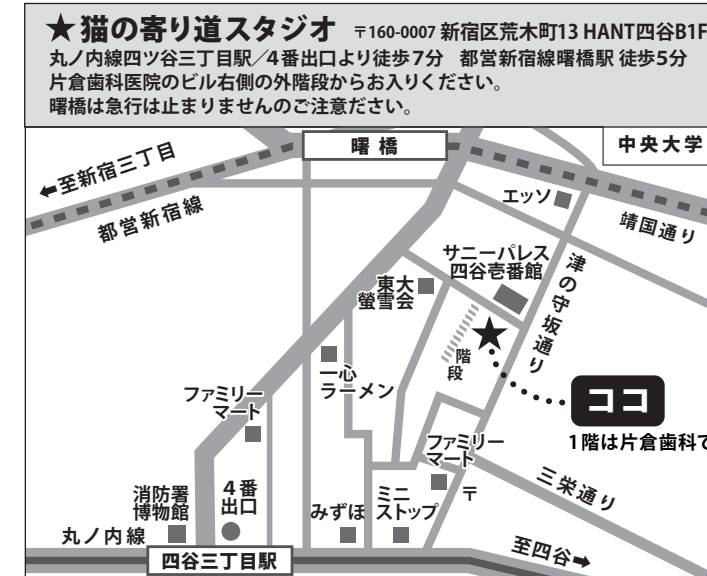 ★猫の寄り道スタジオ 〒160-0007 新宿区荒木町13 HANT四谷B1F
丸ノ内線四ツ谷三丁目駅/4番出口より徒歩7分 都営新宿線曙橋駅 徒歩5分
片倉歯科医院のビル右側の外階段からお入りください。
曙橋は急行は止まりませんのご注意ださい。
曙橋
中央大学
←至新宿三丁目
都営新宿線
エッソ
靖国通り
サニーパレス
四谷壱番館
津の守坂通り
東大
螢雪会
階段
一心
ラーメン
ココ
1階は片倉歯科で
ファミリー
マート
ファミリー
マート
三栄通り
消防署
博物館
4番
出口
みずほ
ミニ
ストップ
〒
丸ノ内線
四谷三丁目駅
至四谷➡